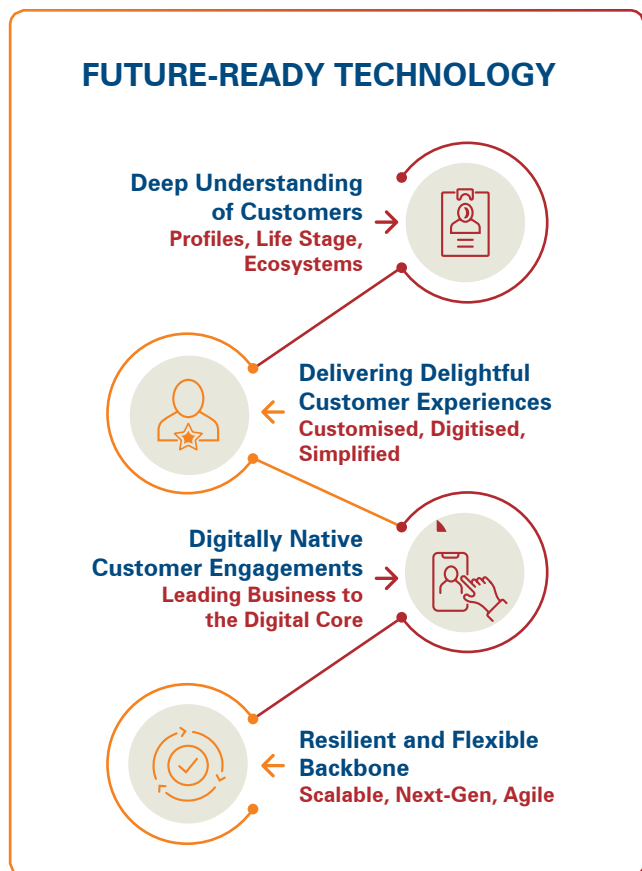 FUTURE-READY TECHNOLOGY
Deep Understanding
of Customers
Profiles, Life Stage,
Ecosystems
Delivering Delightful
Customer Experiences
Customised, Digitised,
Simplified
Digitally Native
Customer Engagements
Leading Business to
the Digital Core
Resilient and Flexible
Backbone
Scalable, Next-Gen, Agile